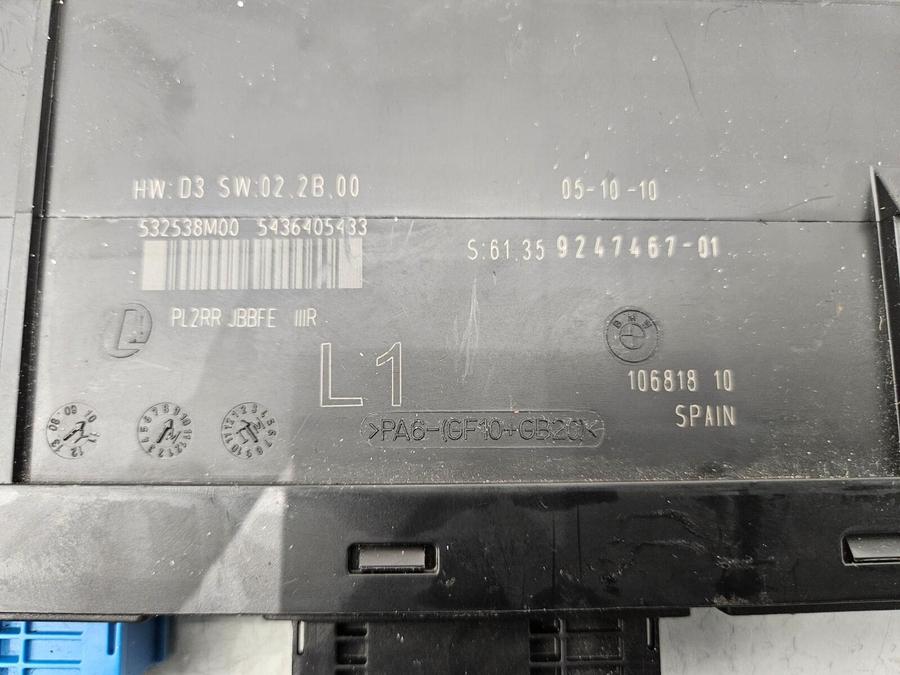 HW:D3 SW:02.2B.00
05-10-10
532538M00 5436405433
S:61.35 9247467-01
PL2RR JBBFE IIIR
BMW
L1
106818 10
SPAIN
>PA6-(GF10+GB20)<